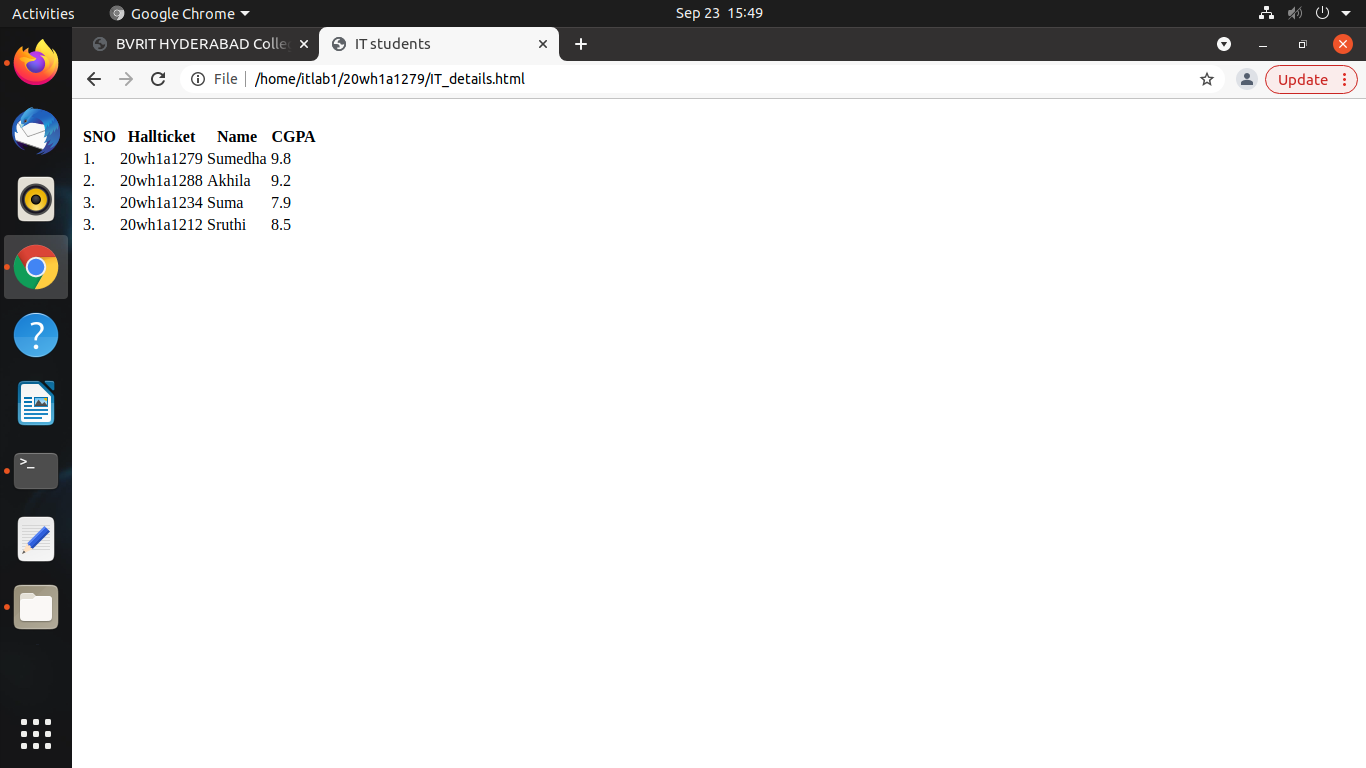 Activities Google Chrome Sep 23 15:49
BVRIT HYDERABAD Colle IT students
File /home/itlab1/20wh1a1279/IT_details.html Update
SNO Hallticket Name CGPA
1. 20wh1a1279 Sumedha 9.8
2. 20wh1a1288 Akhila 9.2
3. 20wh1a1234 Suma 7.9
3. 20wh1a1212 Sruthi 8.5